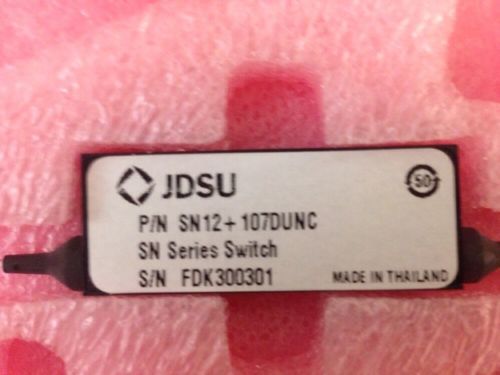 JDSU
50
P/N SN12+107DUNC
SN Series Switch
S/N FDK300301
MADE IN THAILAND